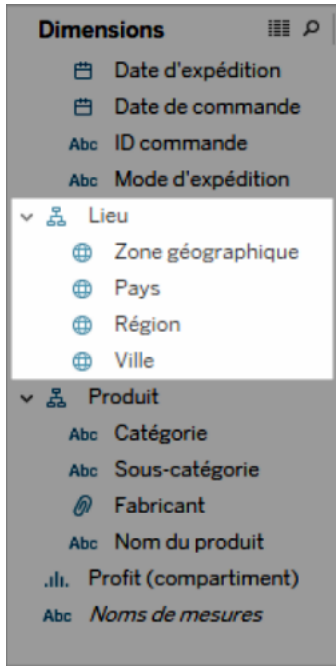 Dimensions
Date d'expédition
Date de commande
Abc ID commande
Abc Mode d'expédition
Lieu
Zone géographique
Pays
Région
Ville
Produit
Abc Catégorie
Abc Sous-catégorie
Fabricant
Abc Nom du produit
Profit (compartiment)
Abc Noms de mesures